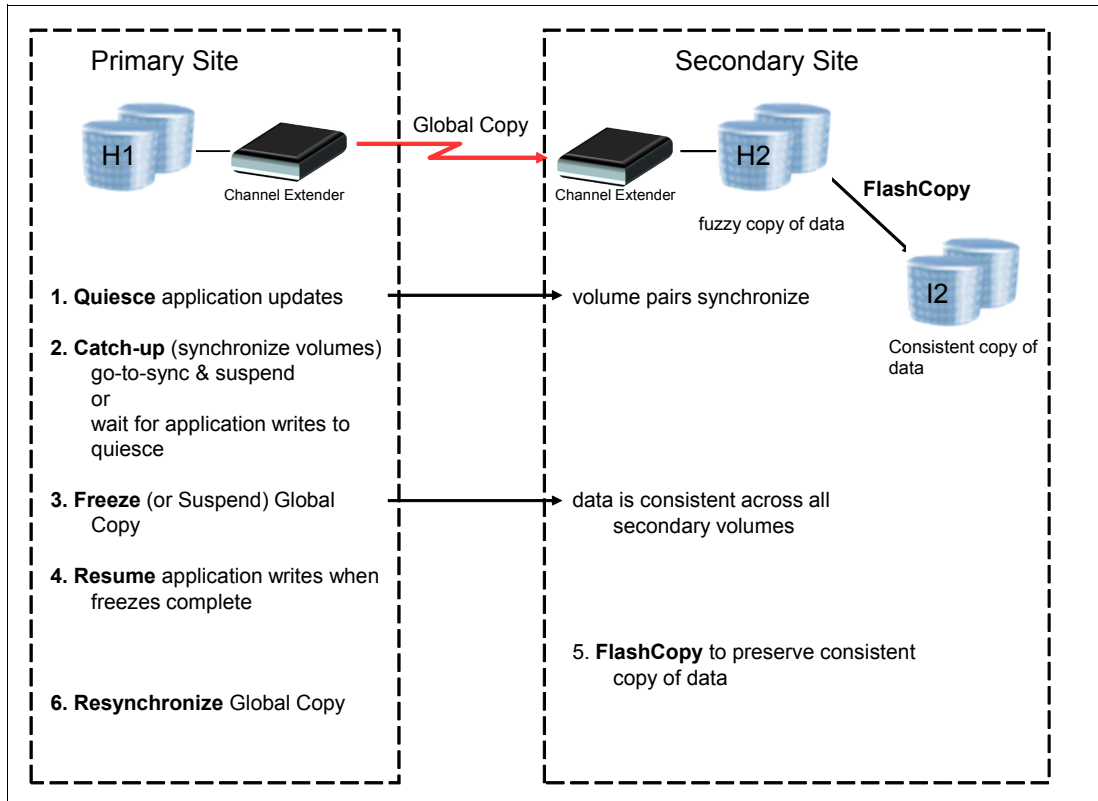 Primary Site
Secondary Site
Global Copy
H1
H2
Channel Extender
Channel Extender
FlashCopy
fuzzy copy of data
I2
Consistent copy of
data
1. Quiesce application updates
volume pairs synchronize
2. Catch-up (synchronize volumes)
go-to-sync & suspend
or
wait for application writes to
quiesce
3. Freeze (or Suspend) Global
Copy
data is consistent across all
secondary volumes
4. Resume application writes when
freezes complete
5. FlashCopy to preserve consistent
copy of data
6. Resynchronize Global Copy